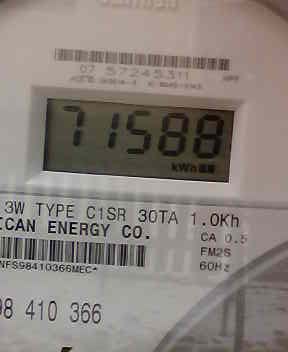 07 57245311
71588
kWh
3W TYPE C1SR 30TA 1.0Kh
ICAN ENERGY CO.
CA 0.5
FM2S
60Hz
NFS98410366MEC*
98 410 366